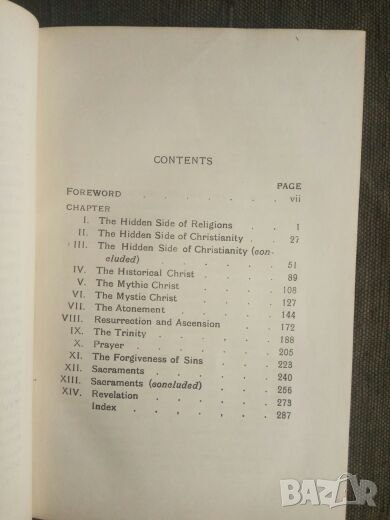 CONTENTS
PAGE
FOREWORD . . . . . . . vii
CHAPTER
I. The Hidden Side of Religions . . 1
II. The Hidden Side of Christianity . . 27
III. The Hidden Side of Christianity (con-
cluded) . . . . . . 51
IV. The Historical Christ . . . . 89
V. The Mythic Christ . . . . 108
VI. The Mystic Christ . . . . 127
VII. The Atonement . . . . . 144
VIII. Resurrection and Ascension . . . 172
IX. The Trinity . . . . . 188
X. Prayer . . . . . . 205
XI. The Forgiveness of Sins . . . 223
XII. Sacraments . . . . . 240
XIII. Sacraments (concluded) . . . 256
XIV. Revelation . . . . . 273
Index . . . . . . 287
BAZAR